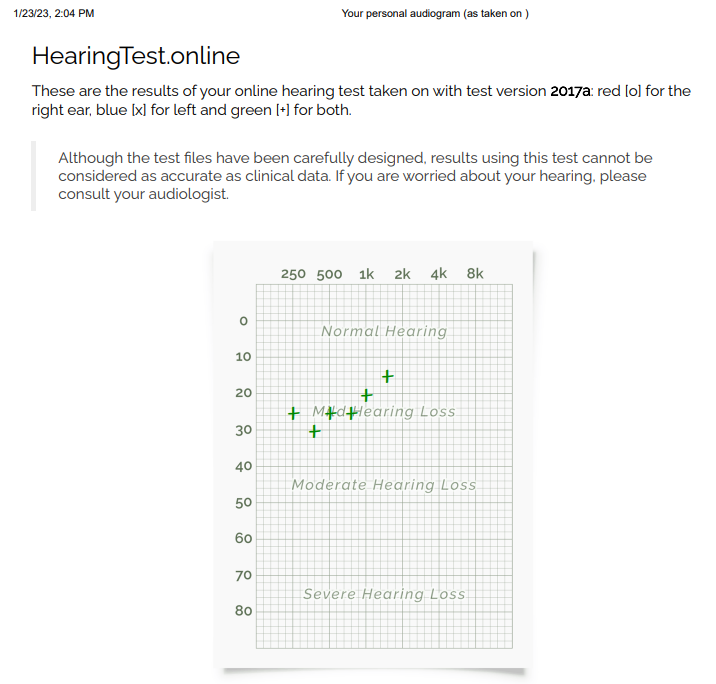 1/23/23, 2:04 PM Your personal audiogram (as taken on )
HearingTest.online
These are the results of your online hearing test taken on with test version 2017a: red [o] for the
right ear, blue [x] for left and green [+] for both.
Although the test files have been carefully designed, results using this test cannot be
considered as accurate as clinical data. If you are worried about your hearing, please
consult your audiologist.
250 500 1k 2k 4k 8k
0
Normal Hearing
10
20
Mild Hearing Loss
30
40
Moderate Hearing Loss
50
60
70
Severe Hearing Loss
80